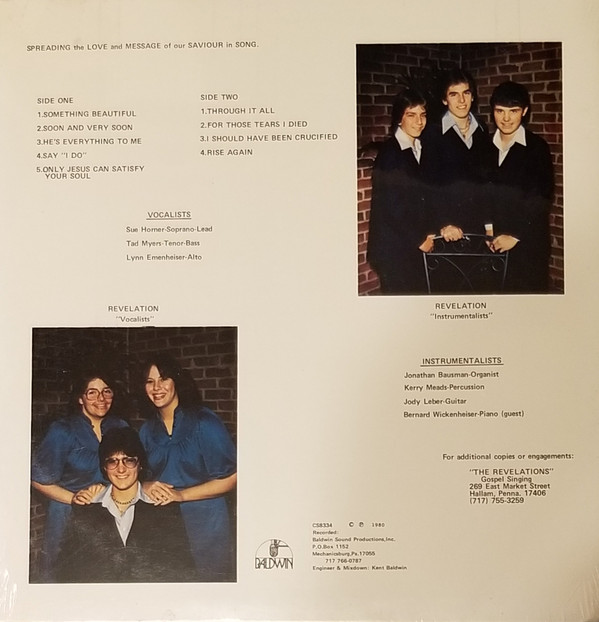 SPREADING the LOVE and MESSAGE of our SAVIOUR in SONG.
SIDE ONE
1.SOMETHING BEAUTIFUL
2.SOON AND VERY SOON
3.HE'S EVERYTHING TO ME
4.SAY "I DO"
5.ONLY JESUS CAN SATISFY
YOUR SOUL
SIDE TWO
1.THROUGH IT ALL
2.FOR THOSE TEARS I DIED
3.I SHOULD HAVE BEEN CRUCIFIED
4.RISE AGAIN
VOCALISTS
Sue Horner-Soprano-Lead
Tad Myers-Tenor-Bass
Lynn Emenheiser-Alto
REVELATION
"Instrumentalists"
REVELATION
"Vocalists"
INSTRUMENTALISTS
Jonathan Bausman-Organist
Kerry Meads-Percussion
Jody Leber-Guitar
Bernard Wickenheiser-Piano (guest)
For additional copies or engagements:
"THE REVELATIONS"
Gospel Singing
269 East Market Street
Hallam, Penna. 17406
(717) 755-3259
BALDWIN
CSB334 © ℗ 1980
Recorded:
Baldwin Sound Productions,Inc.
P.O.Box 1152
Mechanicsburg,Pa.17055
717 766-0787
Engineer & Mixdown: Kent Baldwin